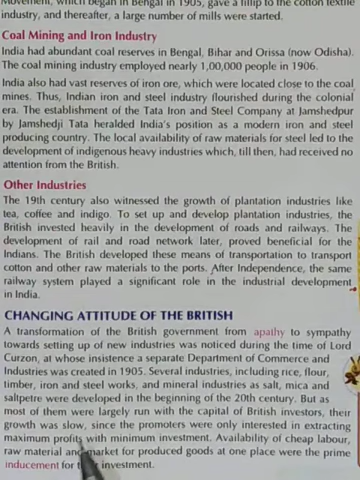 Movement, which began in Bengal in 1905, gave a fillip to the cotton textile
industry, and thereafter, a large number of mills were started.
Coal Mining and Iron Industry
India had abundant coal reserves in Bengal, Bihar and Orissa (now Odisha).
The coal mining industry employed nearly 1,00,000 people in 1906.
India also had vast reserves of iron ore, which were located close to the coal
mines. Thus, Indian iron and steel industry flourished during the colonial
era. The establishment of the Tata Iron and Steel Company at Jamshedpur
by Jamshedji Tata heralded India's position as a modern iron and steel
producing country. The local availability of raw materials for steel led to the
development of indigenous heavy industries which, till then, had received no
attention from the British.
Other Industries
The 19th century also witnessed the growth of plantation industries like
tea, coffee and indigo. To set up and develop plantation industries, the
British invested heavily in the development of roads and railways. The
development of rail and road network later, proved beneficial for the
Indians. The British developed these means of transportation to transport
cotton and other raw materials to the ports. After Independence, the same
railway system played a significant role in the industrial development
in India.
CHANGING ATTITUDE OF THE BRITISH
A transformation of the British government from apathy to sympathy
towards setting up of new industries was noticed during the time of Lord
Curzon, at whose insistence a separate Department of Commerce and
Industries was created in 1905. Several industries, including rice, flour,
timber, iron and steel works, and mineral industries as salt, mica and
saltpetre were developed in the beginning of the 20th century. But as
most of them were largely run with the capital of British investors, their
growth was slow, since the promoters were only interested in extracting
maximum profits with minimum investment. Availability of cheap labour,
raw material and market for produced goods at one place were the prime
inducement for their investment.